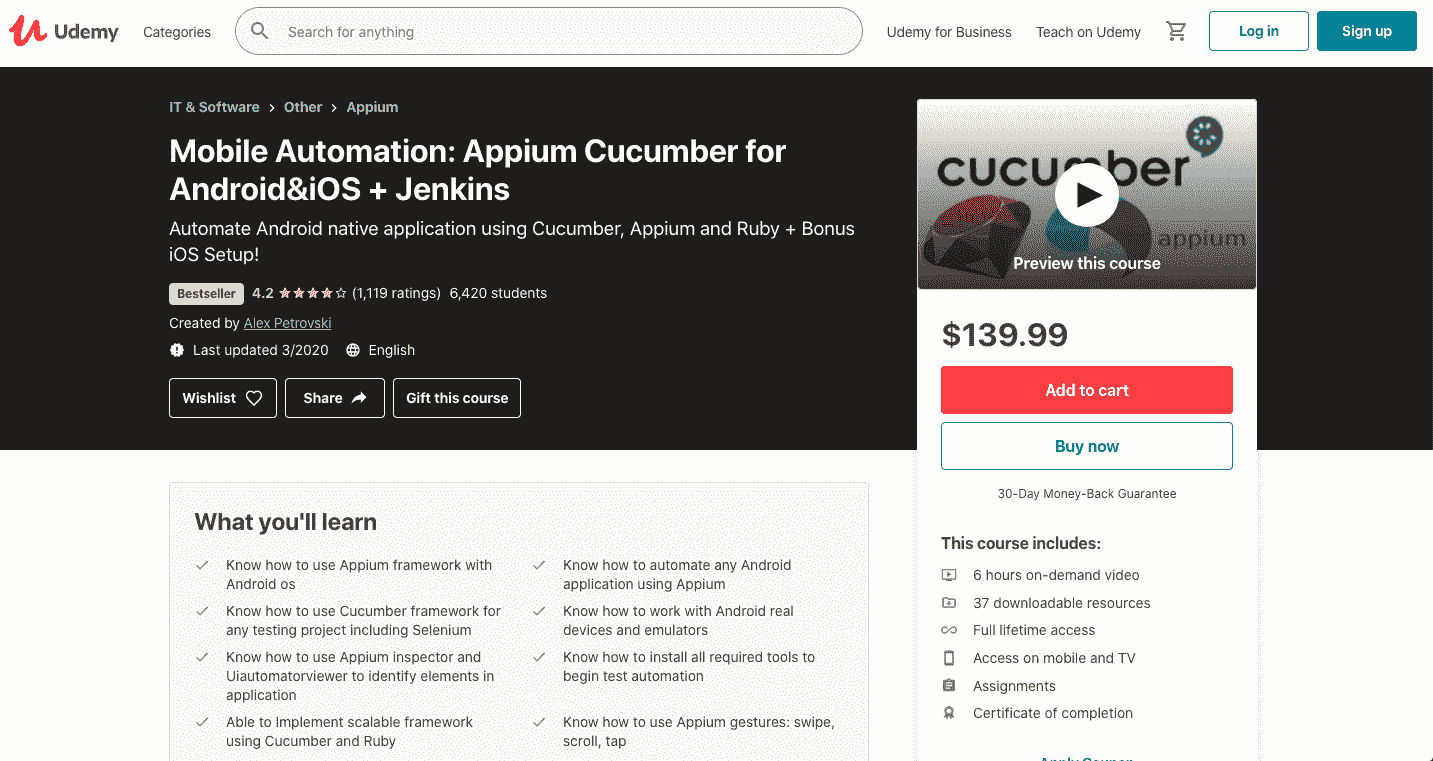 Udemy
Categories
Search for anything
Udemy for Business
Teach on Udemy
Log in
Sign up
IT & Software > Other > Appium
Mobile Automation: Appium Cucumber for
Android&iOS + Jenkins
Automate Android native application using Cucumber, Appium and Ruby + Bonus
iOS Setup!
Bestseller 4.2 (1,119 ratings) 6,420 students
Created by Alex Petrovski
Last updated 3/2020 English
Wishlist
Share
Gift this course
cucumber
appium
Preview this course
$139.99
Add to cart
Buy now
30-Day Money-Back Guarantee
This course includes:
6 hours on-demand video
37 downloadable resources
Full lifetime access
Access on mobile and TV
Assignments
Certificate of completion
Apply Coupon
What you'll learn
Know how to use Appium framework with
Android os
Know how to automate any Android
application using Appium
Know how to use Cucumber framework for
any testing project including Selenium
Know how to work with Android real
devices and emulators
Know how to use Appium inspector and
Uiautomatorviewer to identify elements in
application
Know how to install all required tools to
begin test automation
Able to Implement scalable framework
using Cucumber and Ruby
Know how to use Appium gestures: swipe,
scroll, tap